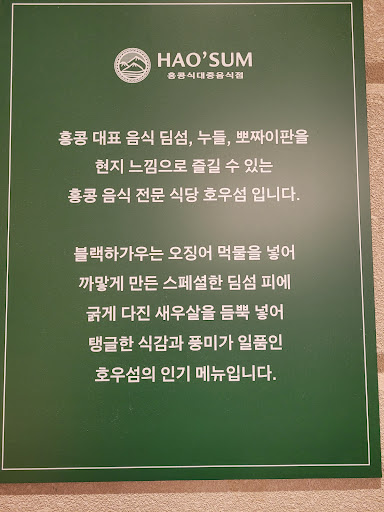 HAO'SUM
홍콩식대중음식점
홍콩 대표 음식 딤섬, 누들, 뽀짜이판을
현지 느낌으로 즐길 수 있는
홍콩 음식 전문 식당 호우섬 입니다.
블랙하가우는 오징어 먹물을 넣어
까맣게 만든 스페셜한 딤섬 피에
굵게 다진 새우살을 듬뿍 넣어
탱글한 식감과 풍미가 일품인
호우섬의 인기 메뉴입니다.